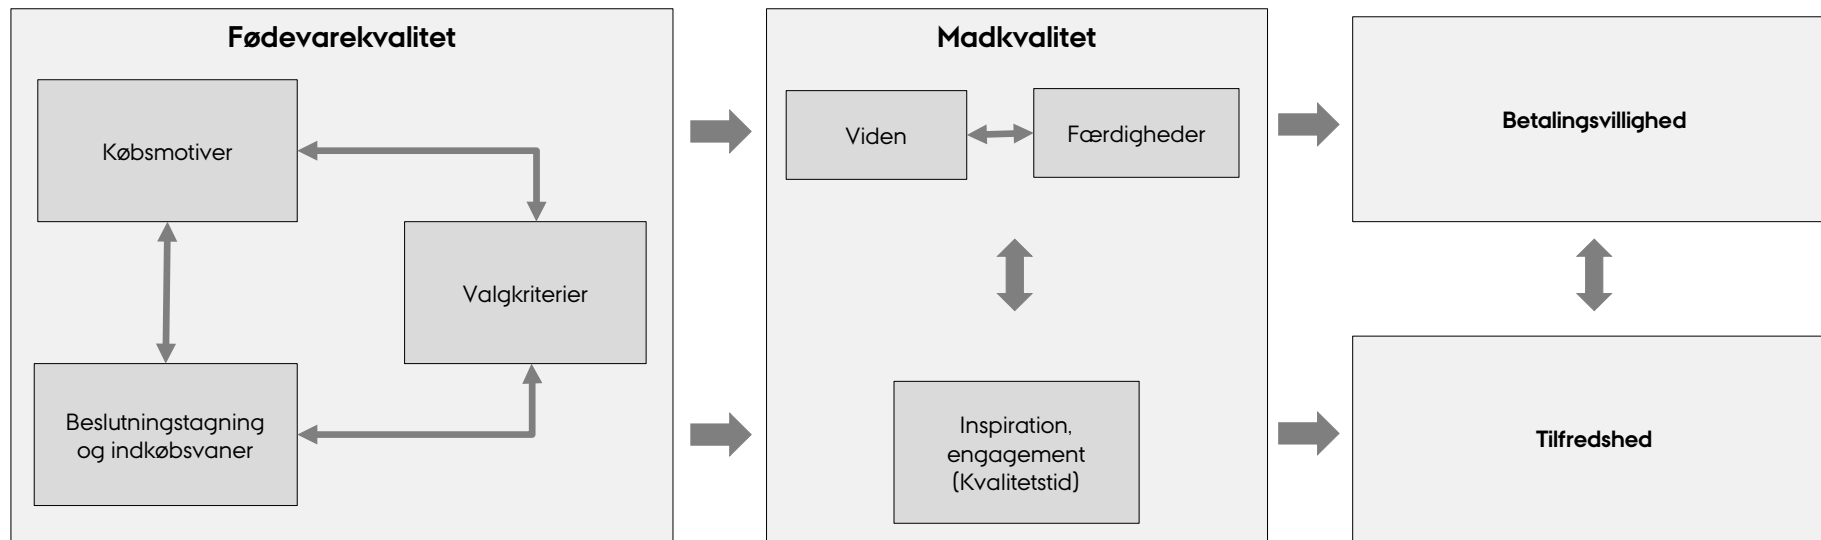 Fødevarekvalitet
Købsmotiver
Valgkriterier
Beslutningstagning
og indkøbsvaner
Madkvalitet
Viden
Færdigheder
Inspiration,
engagement
(Kvalitetstid)
Betalingsvillighed
Tilfredshed